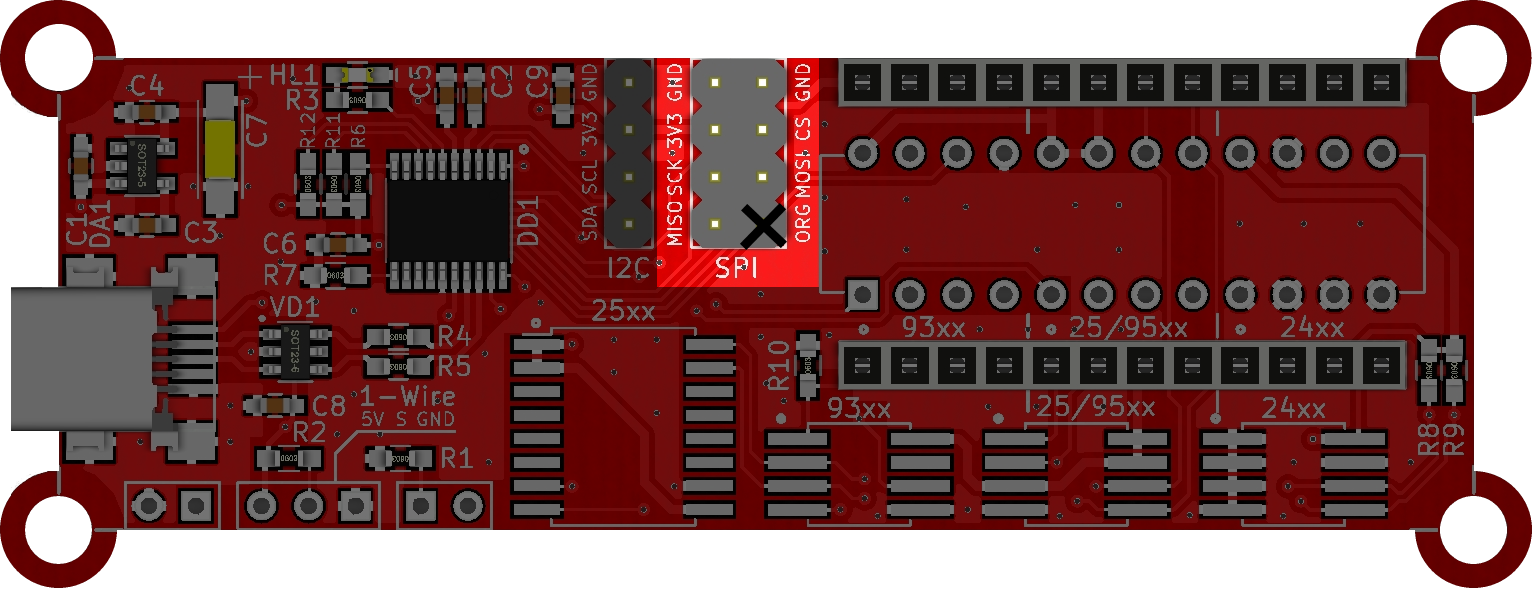 C4
HL1
R3
C5
C2
C9
C7
R12
R11
R6
C1
DA1
SOT23-5
C3
C6
R7
DD1
GND
3V3
SCL
SDA
I2C
GND
3V3
SCK
MISO
GND
CS
MOSI
ORG
SPI
VD1
SOT23-6
R4
R5
C8
1-Wire
5V S GND
R2
R1
0603
25xx
R10
93xx
25/95xx
24xx
93xx
25/95xx
24xx
R8
R9